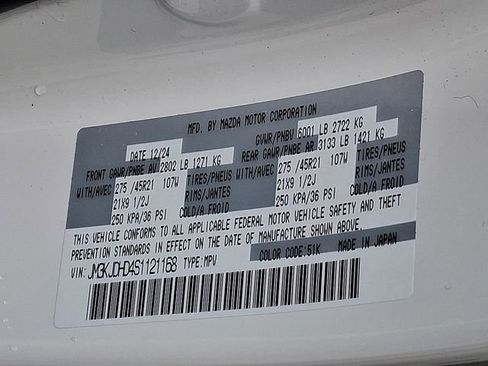 MFD. BY MAZDA MOTOR CORPORATION
DATE 12/24 GVWR/PNBV 6001 LB 2722 KG
FRONT GAWR/PNBE AV 2802 LB 1271 KG REAR GAWR/PNBE AR 3133 LB 1421 KG
WITH/AVEC 275 /45R21 107W TIRES/PNEUS WITH/AVEC 275 /45R21 107W TIRES/PNEUS
21X9 1/2J RIMS/JANTES 21X9 1/2J RIMS/JANTES
250 KPA/36 PSI COLD/A FROID 250 KPA/36 PSI COLD/A FROID
THIS VEHICLE CONFORMS TO ALL APPLICABLE FEDERAL MOTOR VEHICLE SAFETY AND THEFT
PREVENTION STANDARDS IN EFFECT ON THE DATE OF MANUFACTURE SHOWN ABOVE.
VIN: JM3KJDHD4S1121168 TYPE:MPV COLOR CODE:51K MADE IN JAPAN